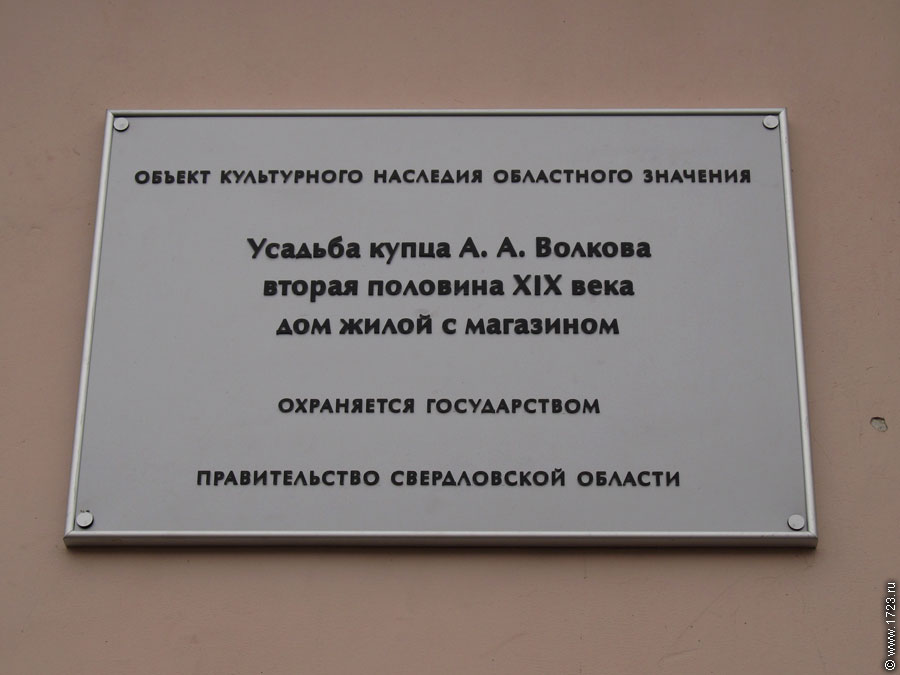 ОБЪЕКТ КУЛЬТУРНОГО НАСЛЕДИЯ ОБЛАСТНОГО ЗНАЧЕНИЯ
Усадьба купца А. А. Волкова
вторая половина XIX века
дом жилой с магазином
ОХРАНЯЕТСЯ ГОСУДАРСТВОМ
ПРАВИТЕЛЬСТВО СВЕРДЛОВСКОЙ ОБЛАСТИ
© www.1723.ru